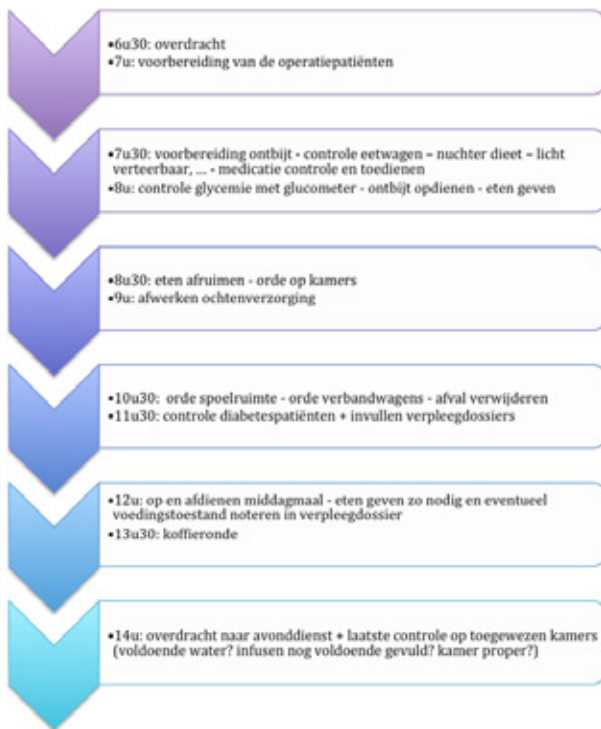 •6u30: overdracht
•7u: voorbereiding van de operatiepatiënten
•7u30: voorbereiding ontbijt - controle eetwagen = nuchter dieet = licht
verteerbaar, ... - medicatie controle en toedienen
•8u: controle glycemie met glucometer - ontbijt opdienen - eten geven
•8u30: eten afruimen - orde op kamers
•9u: afwerken ochtenverzorging
•10u30: orde spoelruimte - orde verbandwagens - afval verwijderen
•11u30: controle diabetespatiënten + invullen verpleegdossiers
•12u: op en afdienen middagmaal - eten geven zo nodig en eventueel
voedingstoestand noteren in verpleegdossier
•13u30: koffieronde
•14u: overdracht naar avonddienst + laatste controle op toegewezen kamers
(voldoende water? infusen nog voldoende gevuld? kamer proper?)